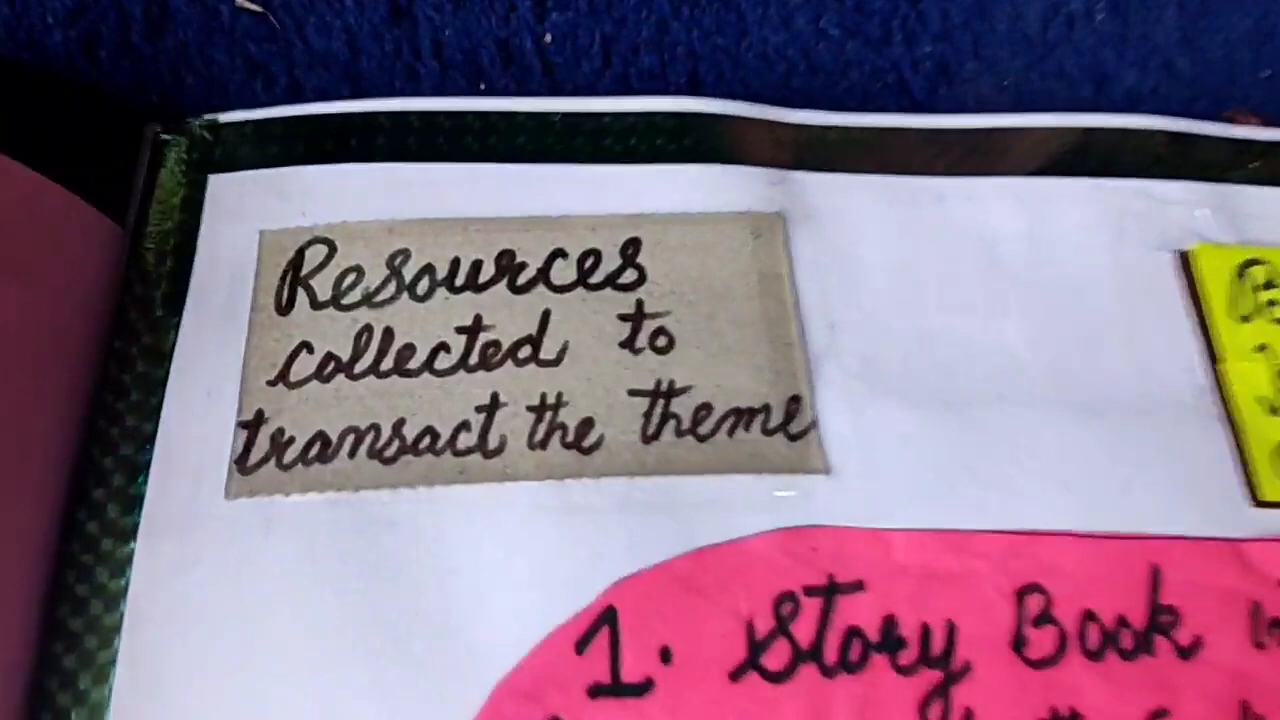 Resources
collected to
transact the theme
1. Story Book